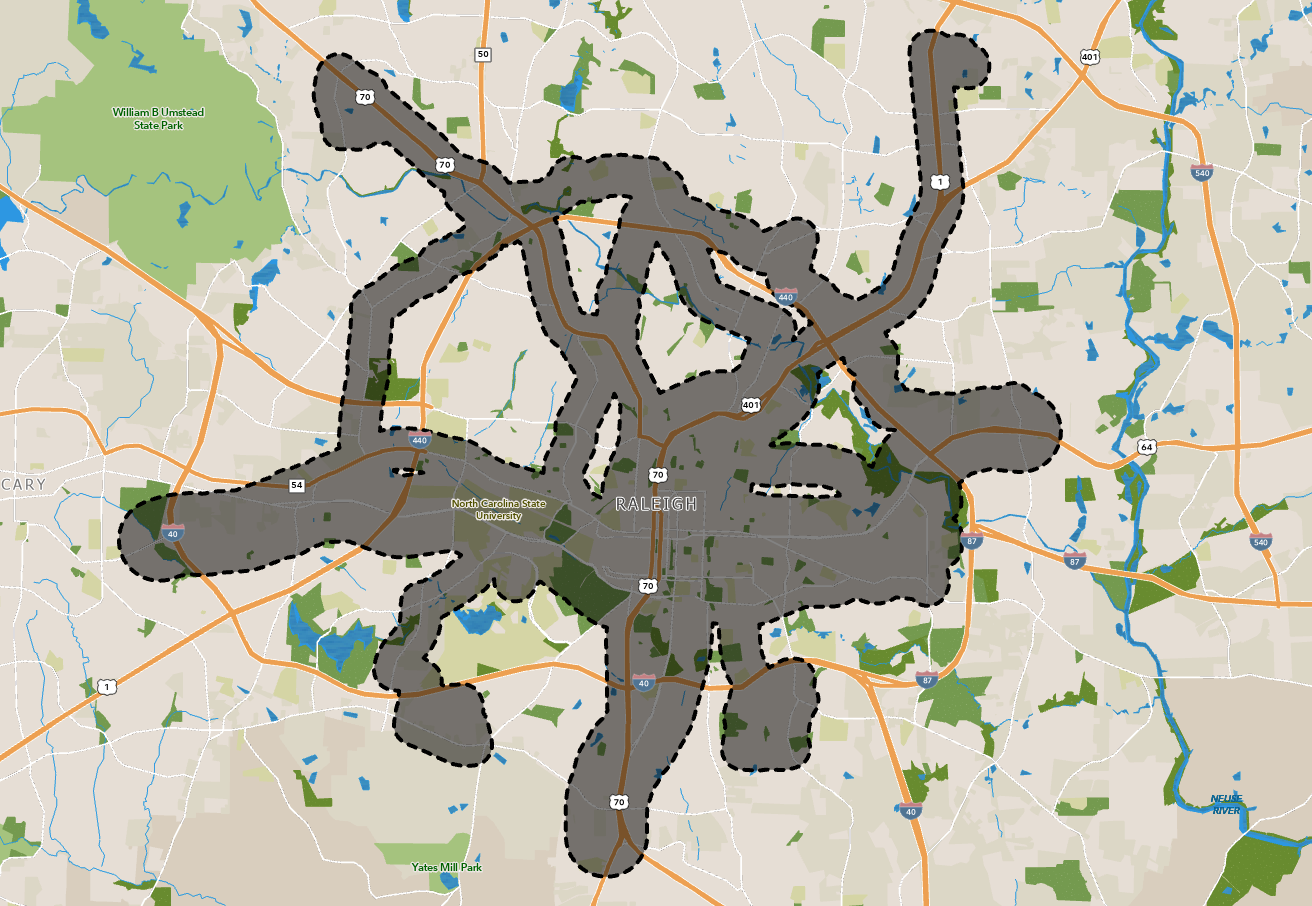 50
401
70
William B Umstead
State Park
70
540
1
440
401
440
64
70
CARY
54
North Carolina State
University
RALEIGH
40
87
540
87
70
40
87
1
70
40
NEUSE
RIVER
Yates Mill Park